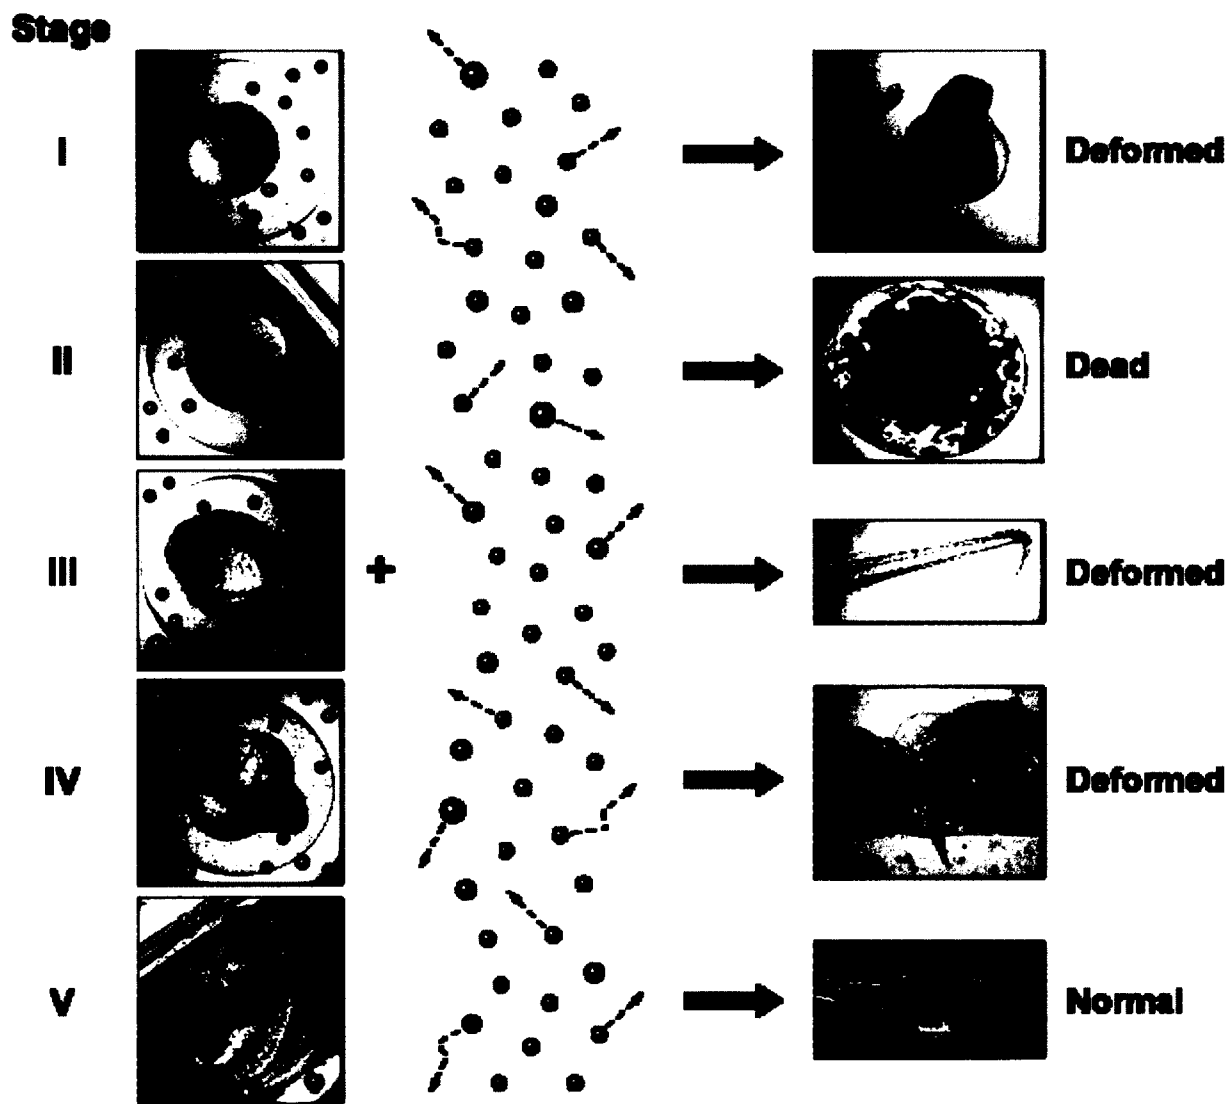 Stage
I
Deformed
II
Dead
III
+
Deformed
IV
Deformed
V
Normal